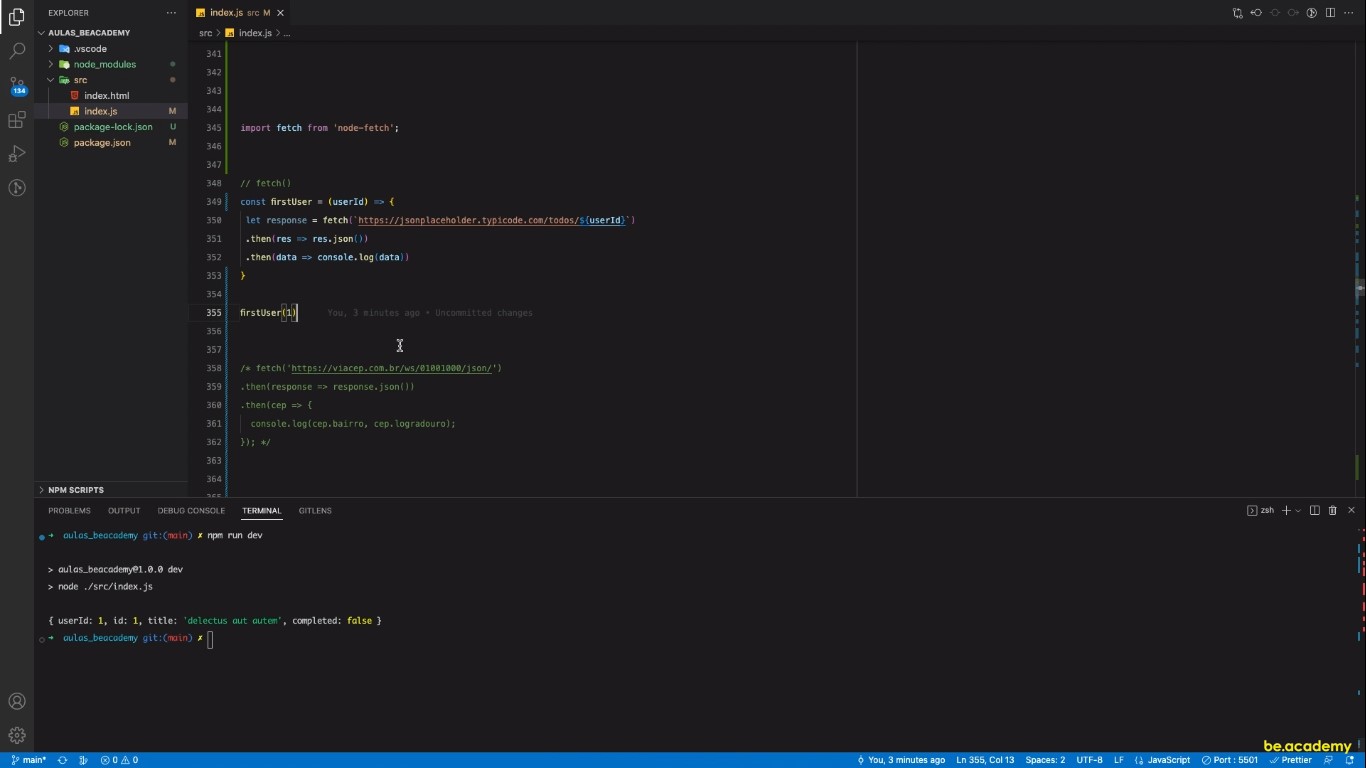 EXPLORER
index.js src M
AULAS_BEACADEMY
src > index.js > ...
.vscode
node_modules
src
index.html
index.js M
package-lock.json U
package.json M
134
341
342
343
344
345 import fetch from 'node-fetch';
346
347
348 // fetch()
349 const firstUser = (userId) => {
350 let response = fetch(`https://jsonplaceholder.typicode.com/todos/${userId}`)
351 .then(res => res.json())
352 .then(data => console.log(data))
353 }
354
355 firstUser(1) You, 3 minutes ago • Uncommitted changes
356
357
358 /* fetch('https://viacep.com.br/ws/01001000/json/')
359 .then(response => response.json())
360 .then(cep => {
361 console.log(cep.bairro, cep.logradouro);
362 }); */
363
364
365
NPM SCRIPTS
PROBLEMS OUTPUT DEBUG CONSOLE TERMINAL GITLENS
zsh
→ aulas_beacademy git:(main) ✗ npm run dev
> aulas_beacademy@1.0.0 dev
> node ./src/index.js
{ userId: 1, id: 1, title: 'delectus aut autem', completed: false }
→ aulas_beacademy git:(main) ✗
be.academy
main* 0 0 You, 3 minutes ago Ln 355, Col 13 Spaces: 2 UTF-8 LF JavaScript Port : 5501 Prettier